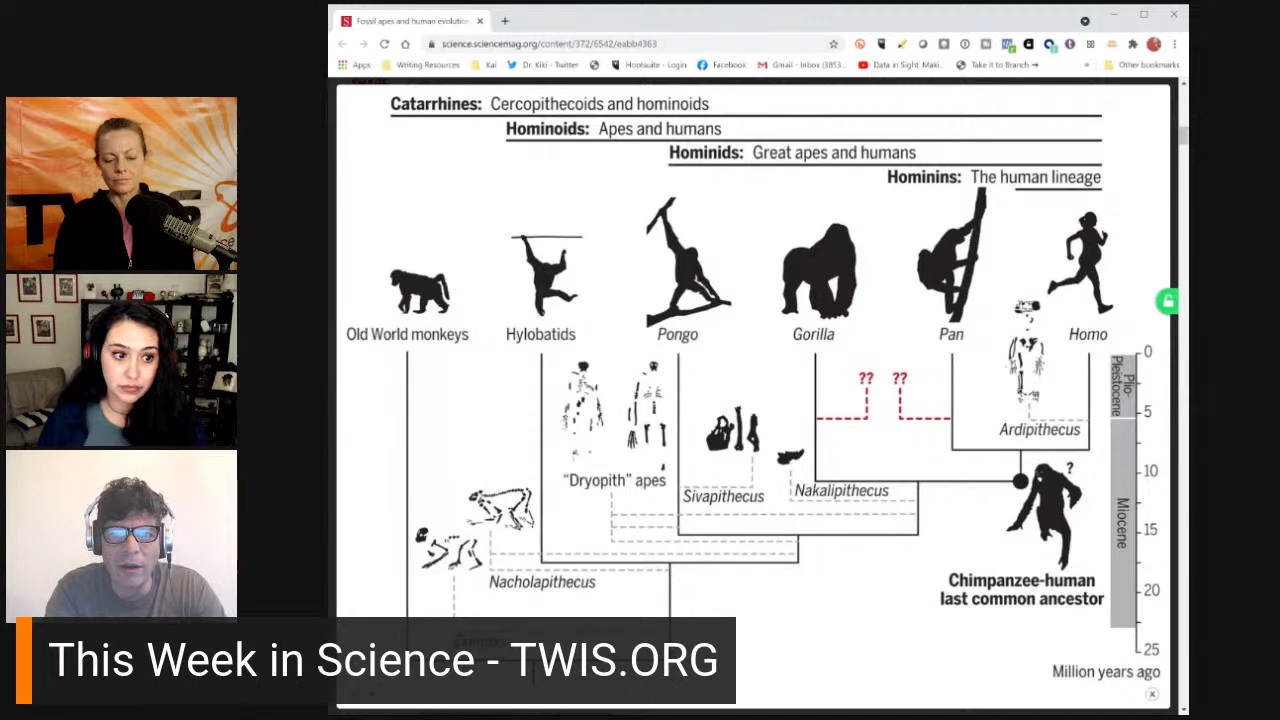 Fossil apes and human evolution
science.sciencemag.org/content/372/6542/eabb4363
Apps Writing Resources Kai Dr. Kiki - Twitter Hootsuite - Login Facebook Gmail - Inbox (3853... Data in Sight: Maki... Take it to Branch Other bookmarks
Catarrhines: Cercopithecoids and hominoids
Hominoids: Apes and humans
Hominids: Great apes and humans
Hominins: The human lineage
Old World monkeys Hylobatids Pongo Gorilla Pan Homo
0
Plio-Pleistocene
?? ??
5
Ardipithecus
10
?
"Dryopith" apes
Sivapithecus
Nakalipithecus
Miocene
15
Nacholapithecus
Chimpanzee-human
last common ancestor
20
25
Million years ago
This Week in Science - TWIS.ORG